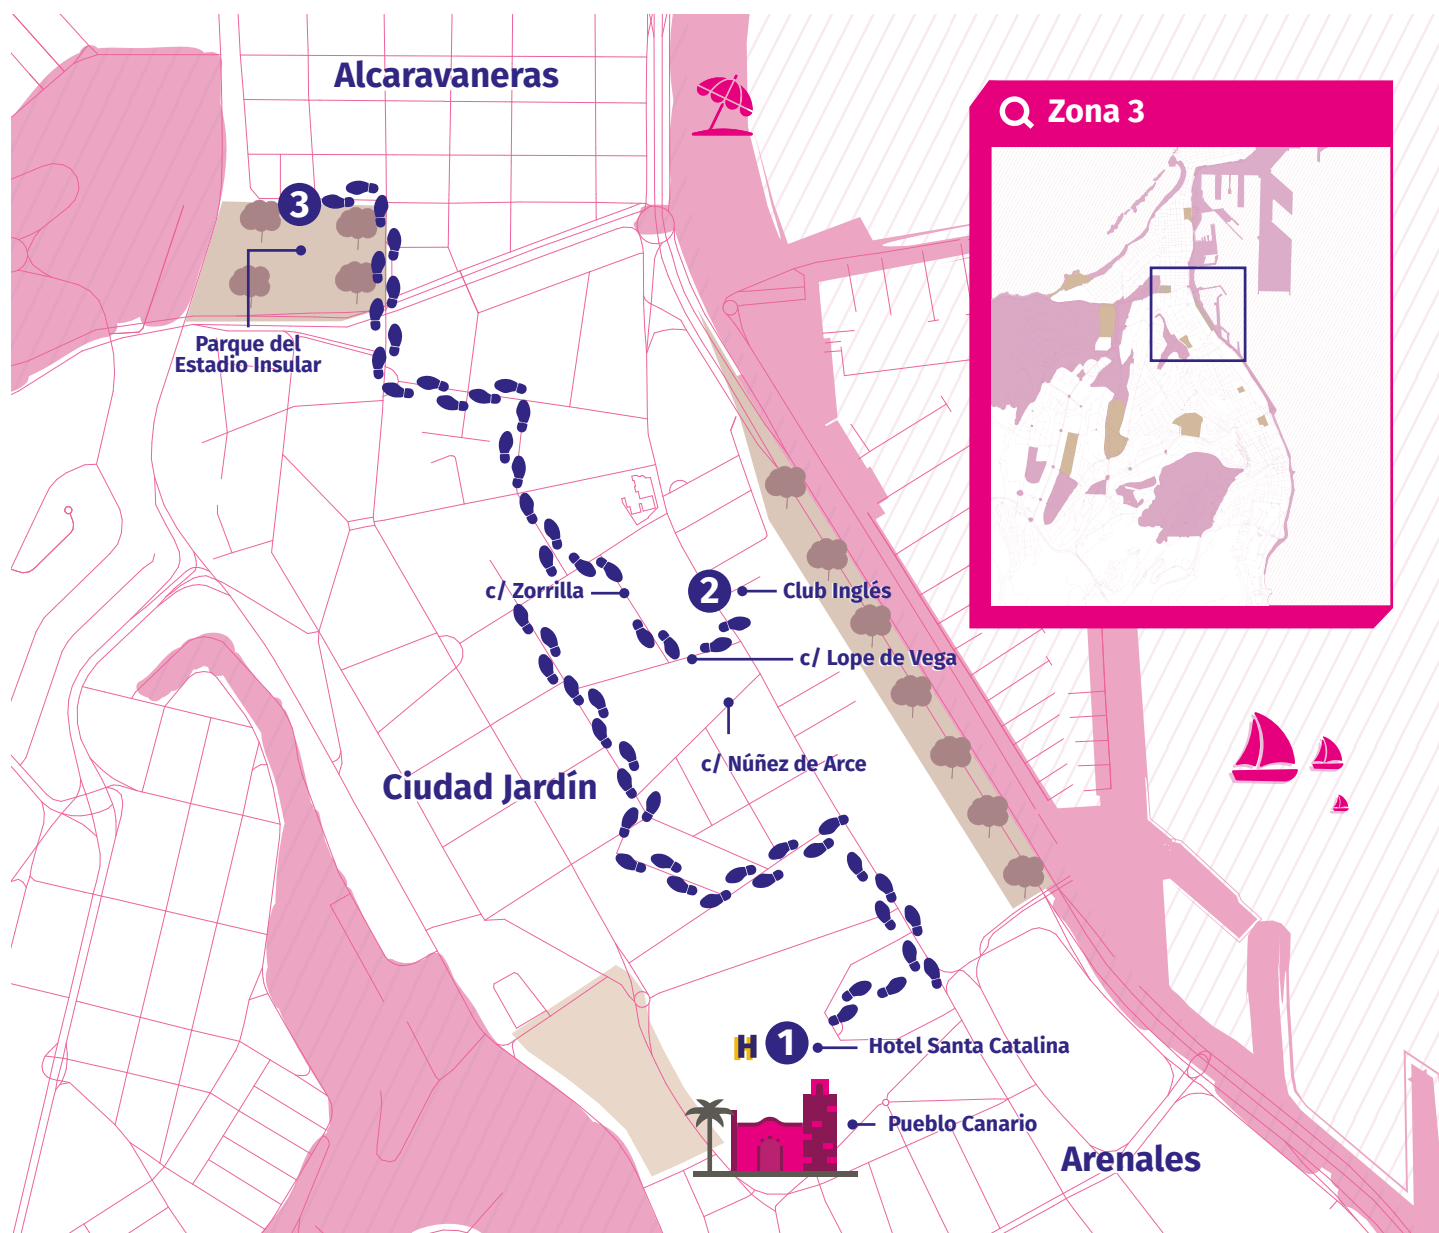 Alcaravaneras
Zona 3
3
Parque del
Estadio Insular
c/ Zorrilla
2
Club Inglés
c/ Lope de Vega
c/ Núñez de Arce
Ciudad Jardín
H
1
Hotel Santa Catalina
Pueblo Canario
Arenales